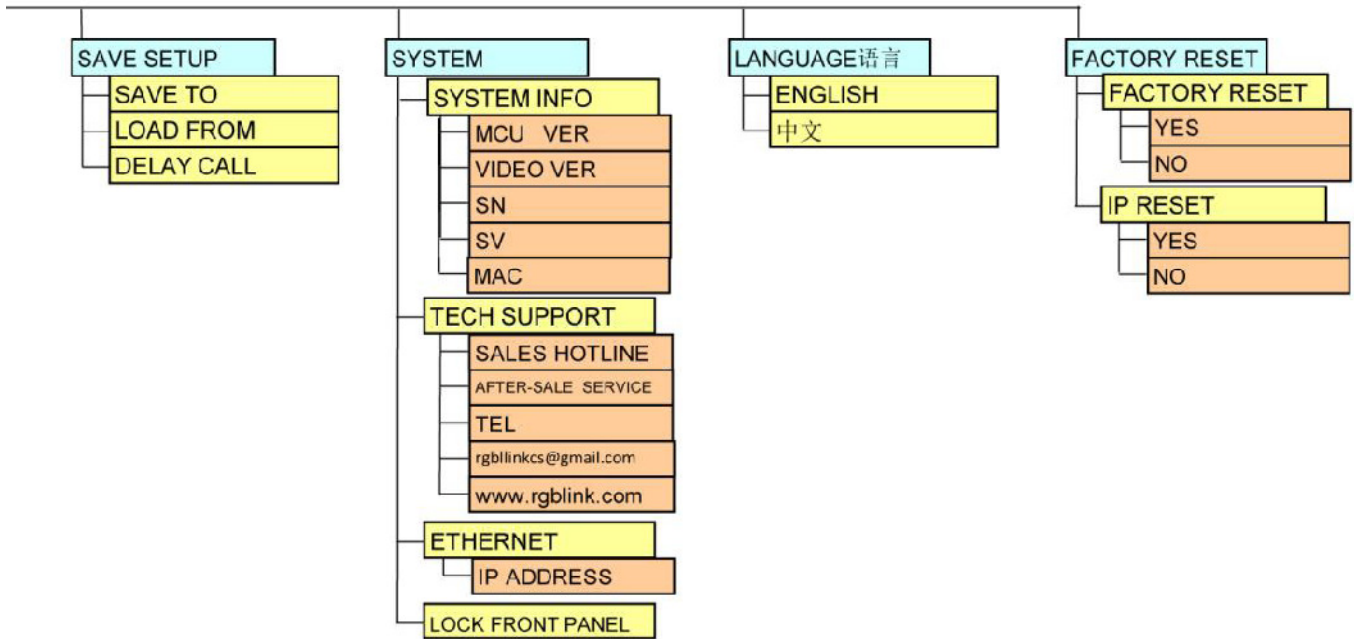 SAVE SETUP
SAVE TO
LOAD FROM
DELAY CALL
SYSTEM
SYSTEM INFO
MCU VER
VIDEO VER
SN
SV
MAC
TECH SUPPORT
SALES HOTLINE
AFTER-SALE SERVICE
TEL
rgbllinkcs@gmail.com
www.rgblink.com
ETHERNET
IP ADDRESS
LOCK FRONT PANEL
LANGUAGE语言
ENGLISH
中文
FACTORY RESET
FACTORY RESET
YES
NO
IP RESET
YES
NO